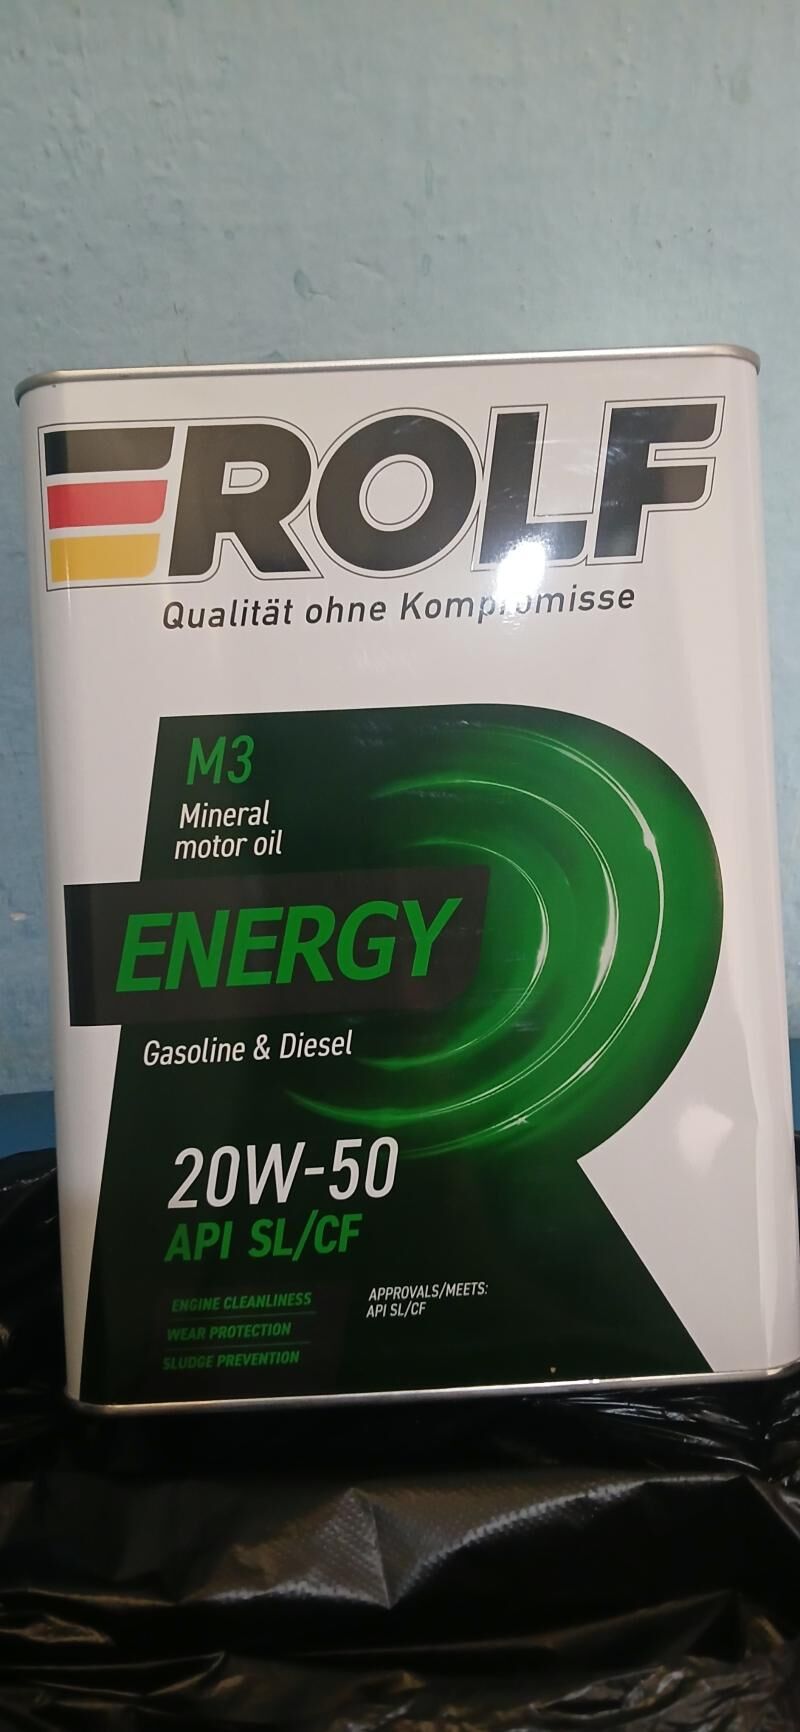 ROLF
Qualität ohne Kompromisse
M3
Mineral
motor oil
ENERGY
Gasoline & Diesel
20W-50
API SL/CF
ENGINE CLEANLINESS
WEAR PROTECTION
SLUDGE PREVENTION
APPROVALS/MEETS:
API SL/CF